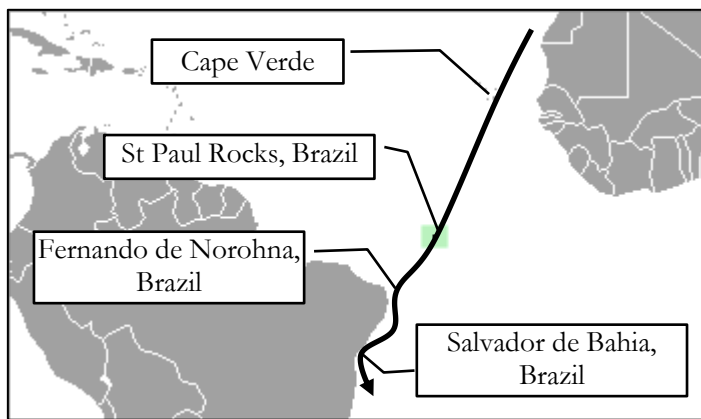 Cape Verde
St Paul Rocks, Brazil
Fernando de Norohna,
Brazil
Salvador de Bahia,
Brazil